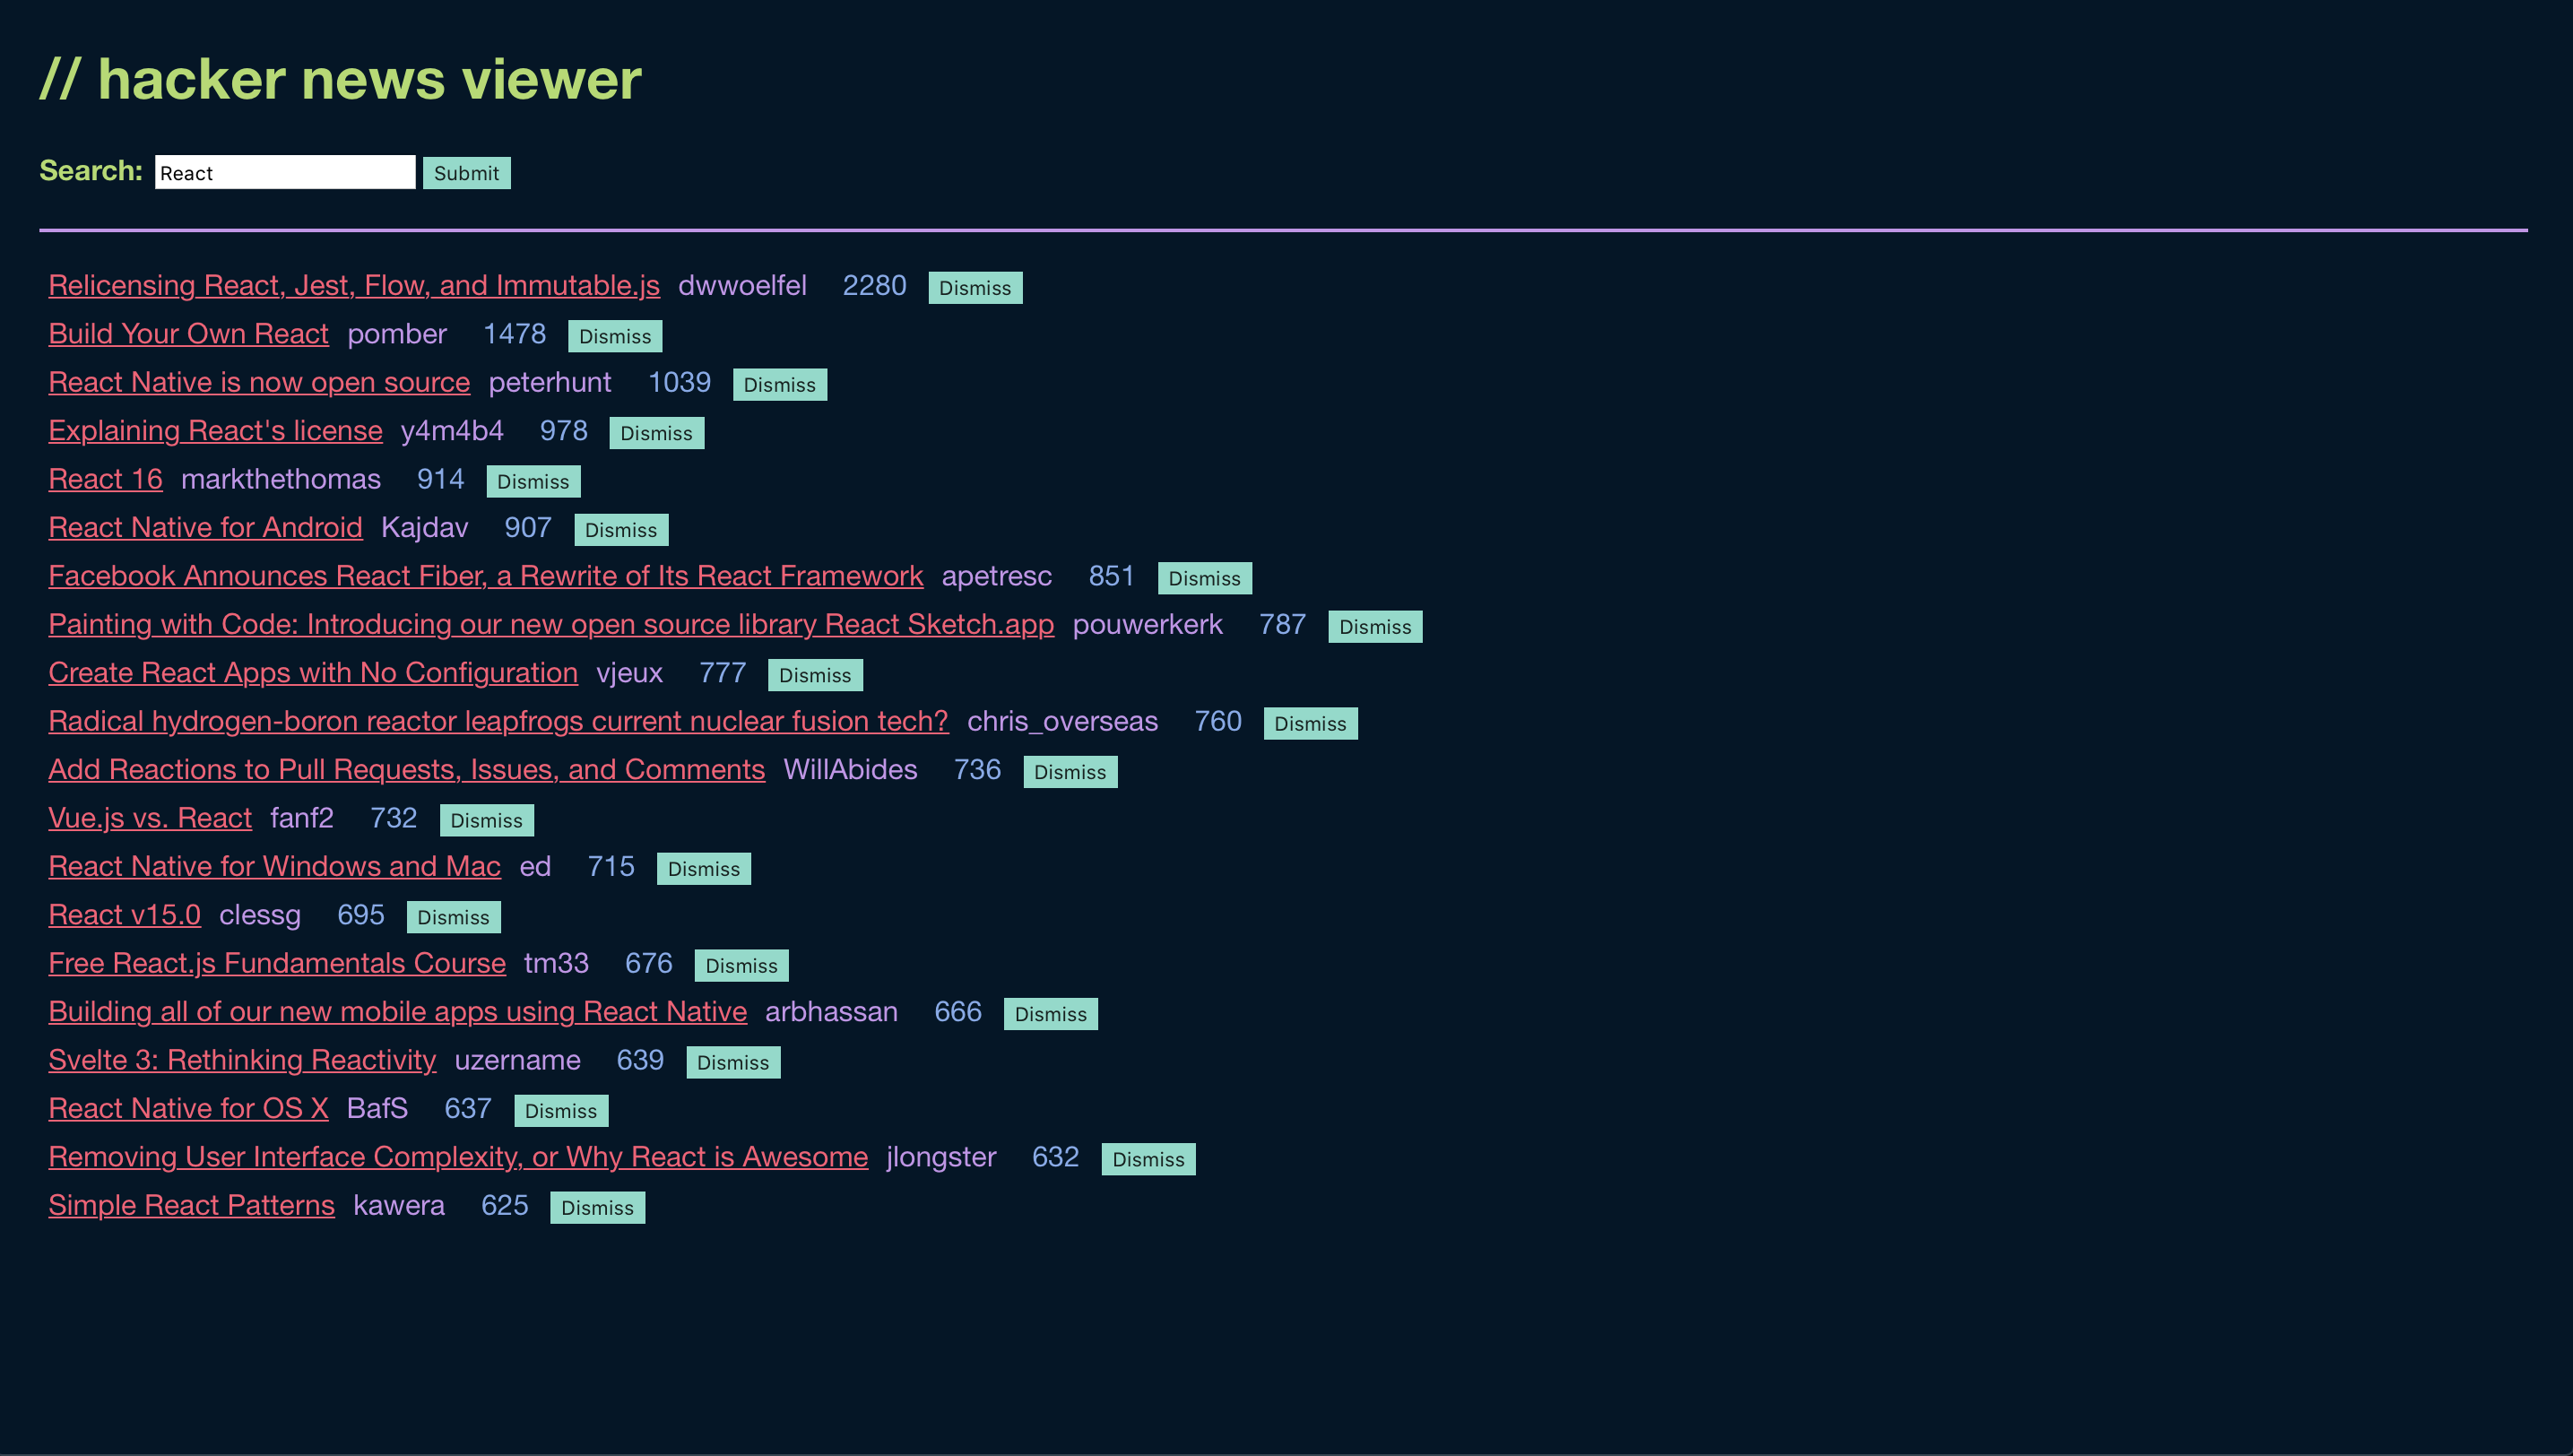 // hacker news viewer
Search: React Submit
Relicensing React, Jest, Flow, and Immutable.js dwwoelfel 2280 Dismiss
Build Your Own React pomber 1478 Dismiss
React Native is now open source peterhunt 1039 Dismiss
Explaining React's license y4m4b4 978 Dismiss
React 16 markthethomas 914 Dismiss
React Native for Android Kajdav 907 Dismiss
Facebook Announces React Fiber, a Rewrite of Its React Framework apetresc 851 Dismiss
Painting with Code: Introducing our new open source library React Sketch.app pouwerkerk 787 Dismiss
Create React Apps with No Configuration vjeux 777 Dismiss
Radical hydrogen-boron reactor leapfrogs current nuclear fusion tech? chris_overseas 760 Dismiss
Add Reactions to Pull Requests, Issues, and Comments WillAbides 736 Dismiss
Vue.js vs. React fanf2 732 Dismiss
React Native for Windows and Mac ed 715 Dismiss
React v15.0 clessg 695 Dismiss
Free React.js Fundamentals Course tm33 676 Dismiss
Building all of our new mobile apps using React Native arbhassan 666 Dismiss
Svelte 3: Rethinking Reactivity uzername 639 Dismiss
React Native for OS X BafS 637 Dismiss
Removing User Interface Complexity, or Why React is Awesome jlongster 632 Dismiss
Simple React Patterns kawera 625 Dismiss